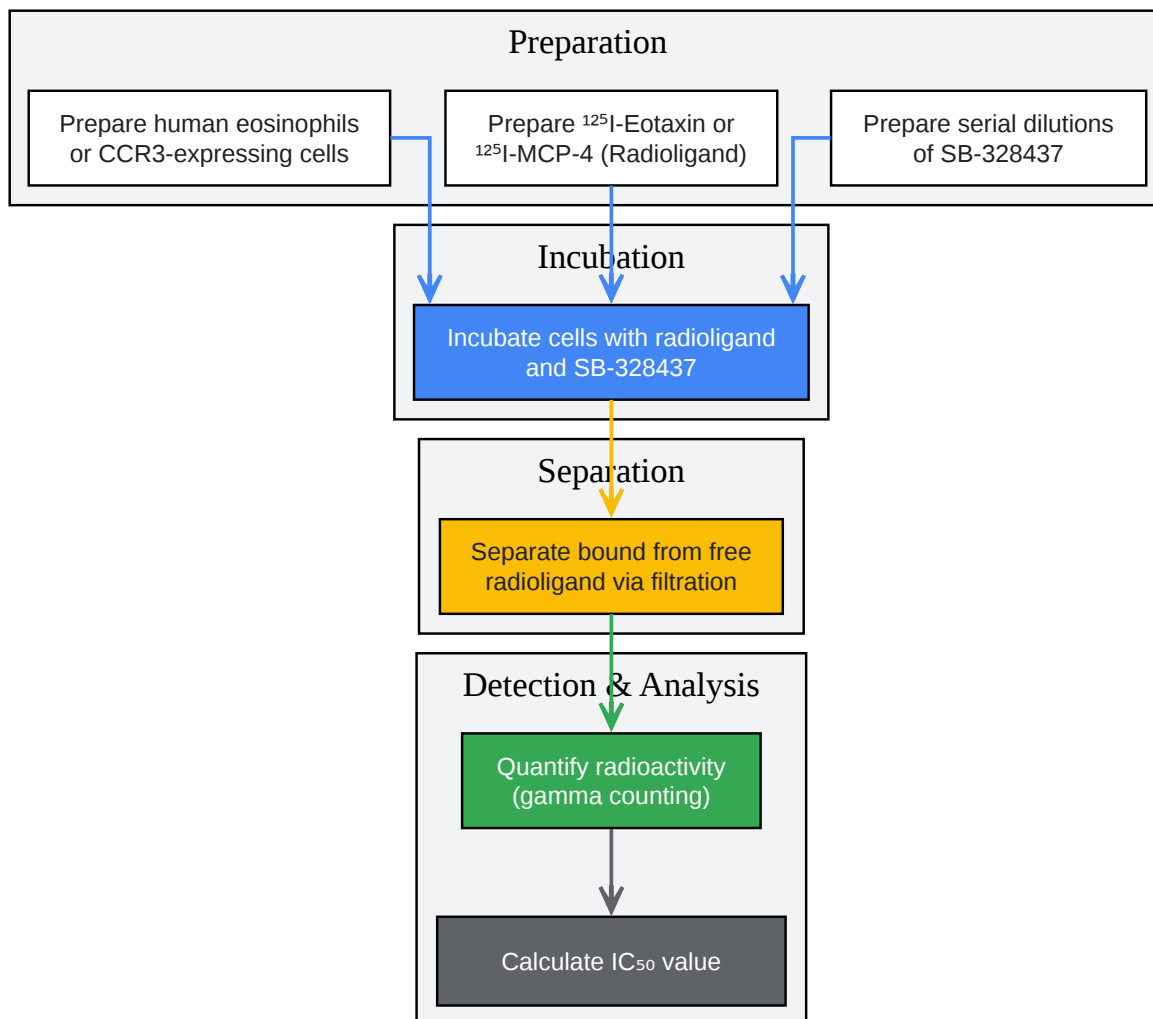 Preparation
Prepare human eosinophils
or CCR3-expressing cells
Prepare ¹²⁵I-Eotaxin or
¹²⁵I-MCP-4 (Radioligand)
Prepare serial dilutions
of SB-328437
Incubation
Incubate cells with radioligand
and SB-328437
Separation
Separate bound from free
radioligand via filtration
Detection & Analysis
Quantify radioactivity
(gamma counting)
Calculate IC₅₀ value